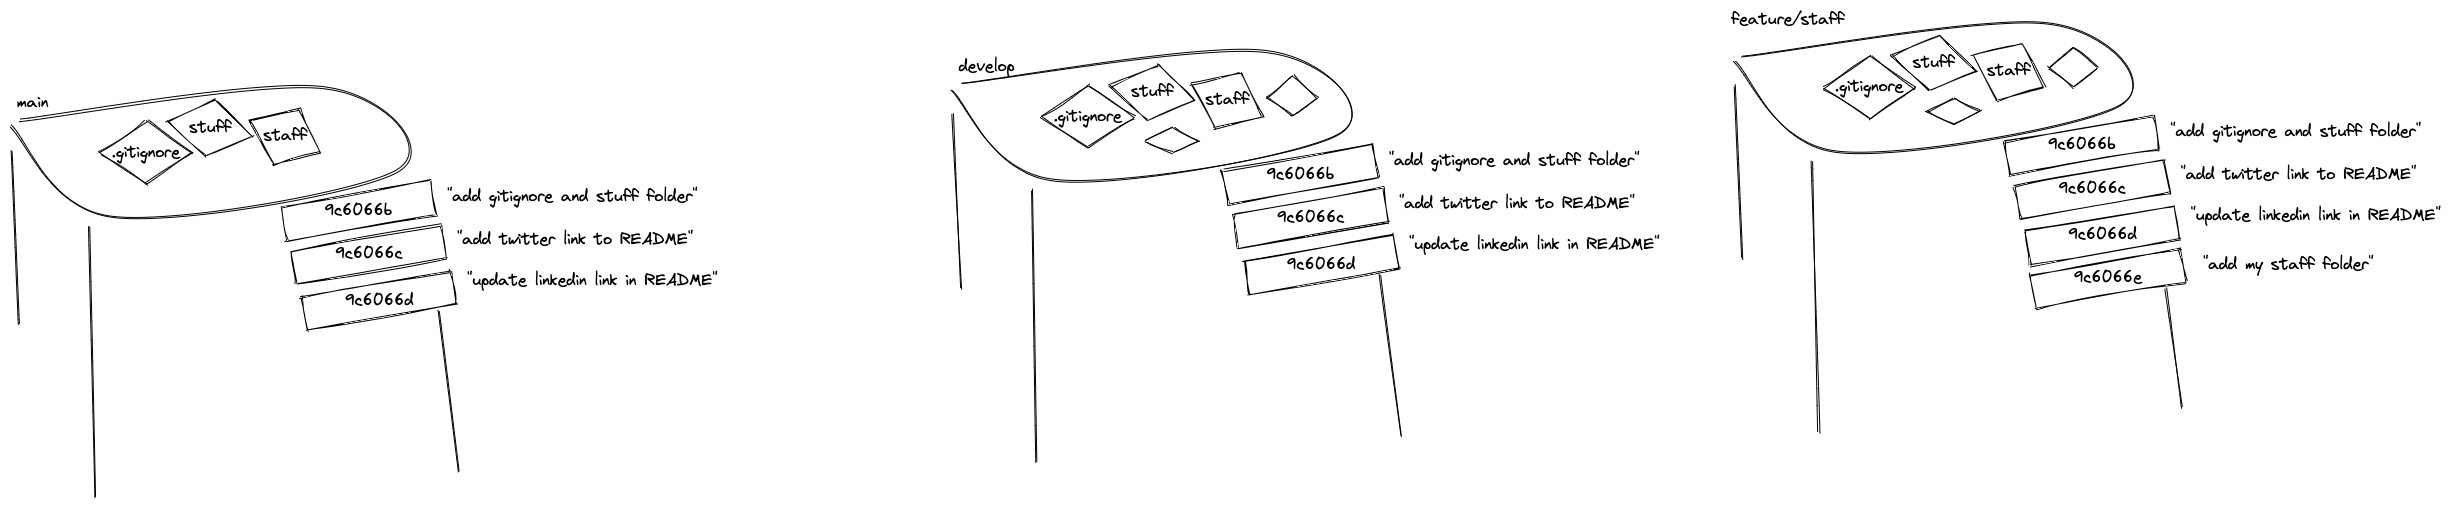 main
.gitignore
stuff
staff
9c6066b
"add gitignore and stuff folder"
9c6066c
"add twitter link to README"
9c6066d
"update linkedin link in README"
develop
.gitignore
stuff
staff
9c6066b
"add gitignore and stuff folder"
9c6066c
"add twitter link to README"
9c6066d
"update linkedin link in README"
feature/staff
.gitignore
stuff
staff
9c6066b
"add gitignore and stuff folder"
9c6066c
"add twitter link to README"
9c6066d
"update linkedin link in README"
9c6066e
"add my staff folder"